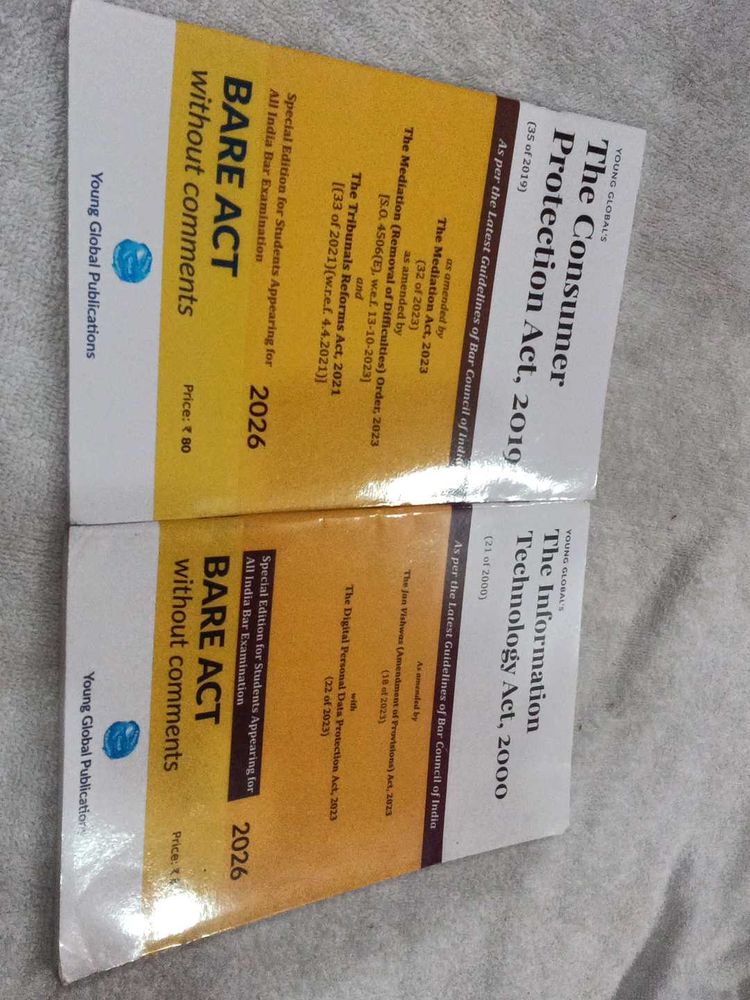 YOUNG GLOBAL'S
The Consumer
Protection Act, 2019
(35 of 2019)
As per the Latest Guidelines of Bar Council of India
as amended by
The Mediation Act, 2023
(32 of 2023)
as amended by
The Mediation (Removal of Difficulties) Order, 2023
[S.O. 4506(E), w.e.f. 13-10-2023]
and
The Tribunals Reforms Act, 2021
[(33 of 2021)(w.r.e.f. 4.4.2021)]
Special Edition for Students Appearing for
All India Bar Examination
2026
BARE ACT
without comments
Price: ₹ 80
Young Global Publications
YOUNG GLOBAL'S
The Information
Technology Act, 2000
(21 of 2000)
As per the Latest Guidelines of Bar Council of India
As amended by
The Jan Vishwas (Amendment of Provisions) Act, 2023
(18 of 2023)
with
The Digital Personal Data Protection Act, 2023
(22 of 2023)
Special Edition for Students Appearing for
All India Bar Examination
2026
BARE ACT
without comments
Price: ₹
Young Global Publications